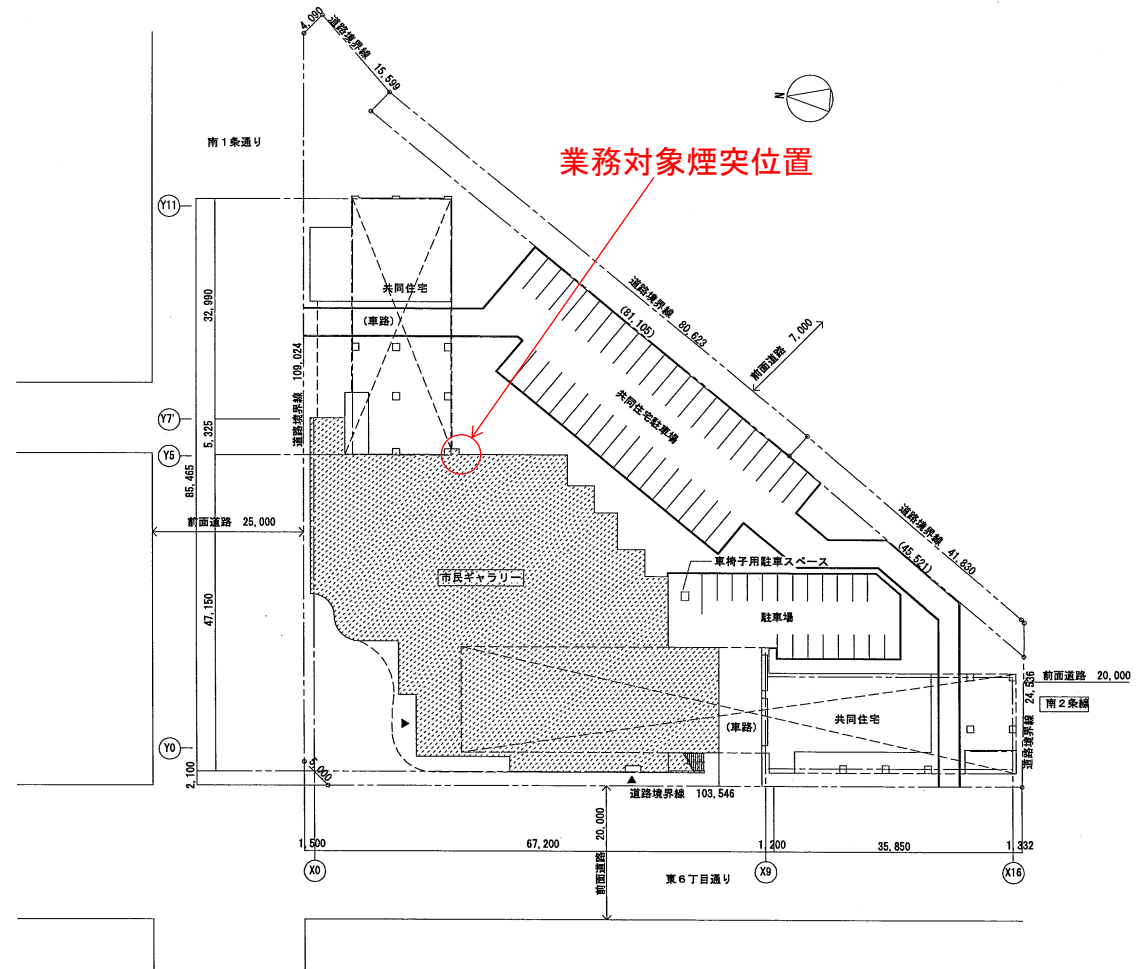 4,090
道路境界線 15,599
N
南1条通り
業務対象煙突位置
Y11
共同住宅
(車路)
32,990
道路境界線 109,024
道路境界線 80,623
(81,105)
前面道路 7,000
共同住宅駐車場
Y7'
5,325
Y5
85,465
前面道路 25,000
道路境界線 41,830
(45,521)
車椅子用駐車スペース
市民ギャラリー
駐車場
47,150
前面道路 20,000
南2条線
道路境界線 24,536
共同住宅
(車路)
Y0
2,100
5,000
道路境界線 103,546
前面道路 20,000
1,500
67,200
1,200
35,850
1,332
X0
東6丁目通り
X9
X16